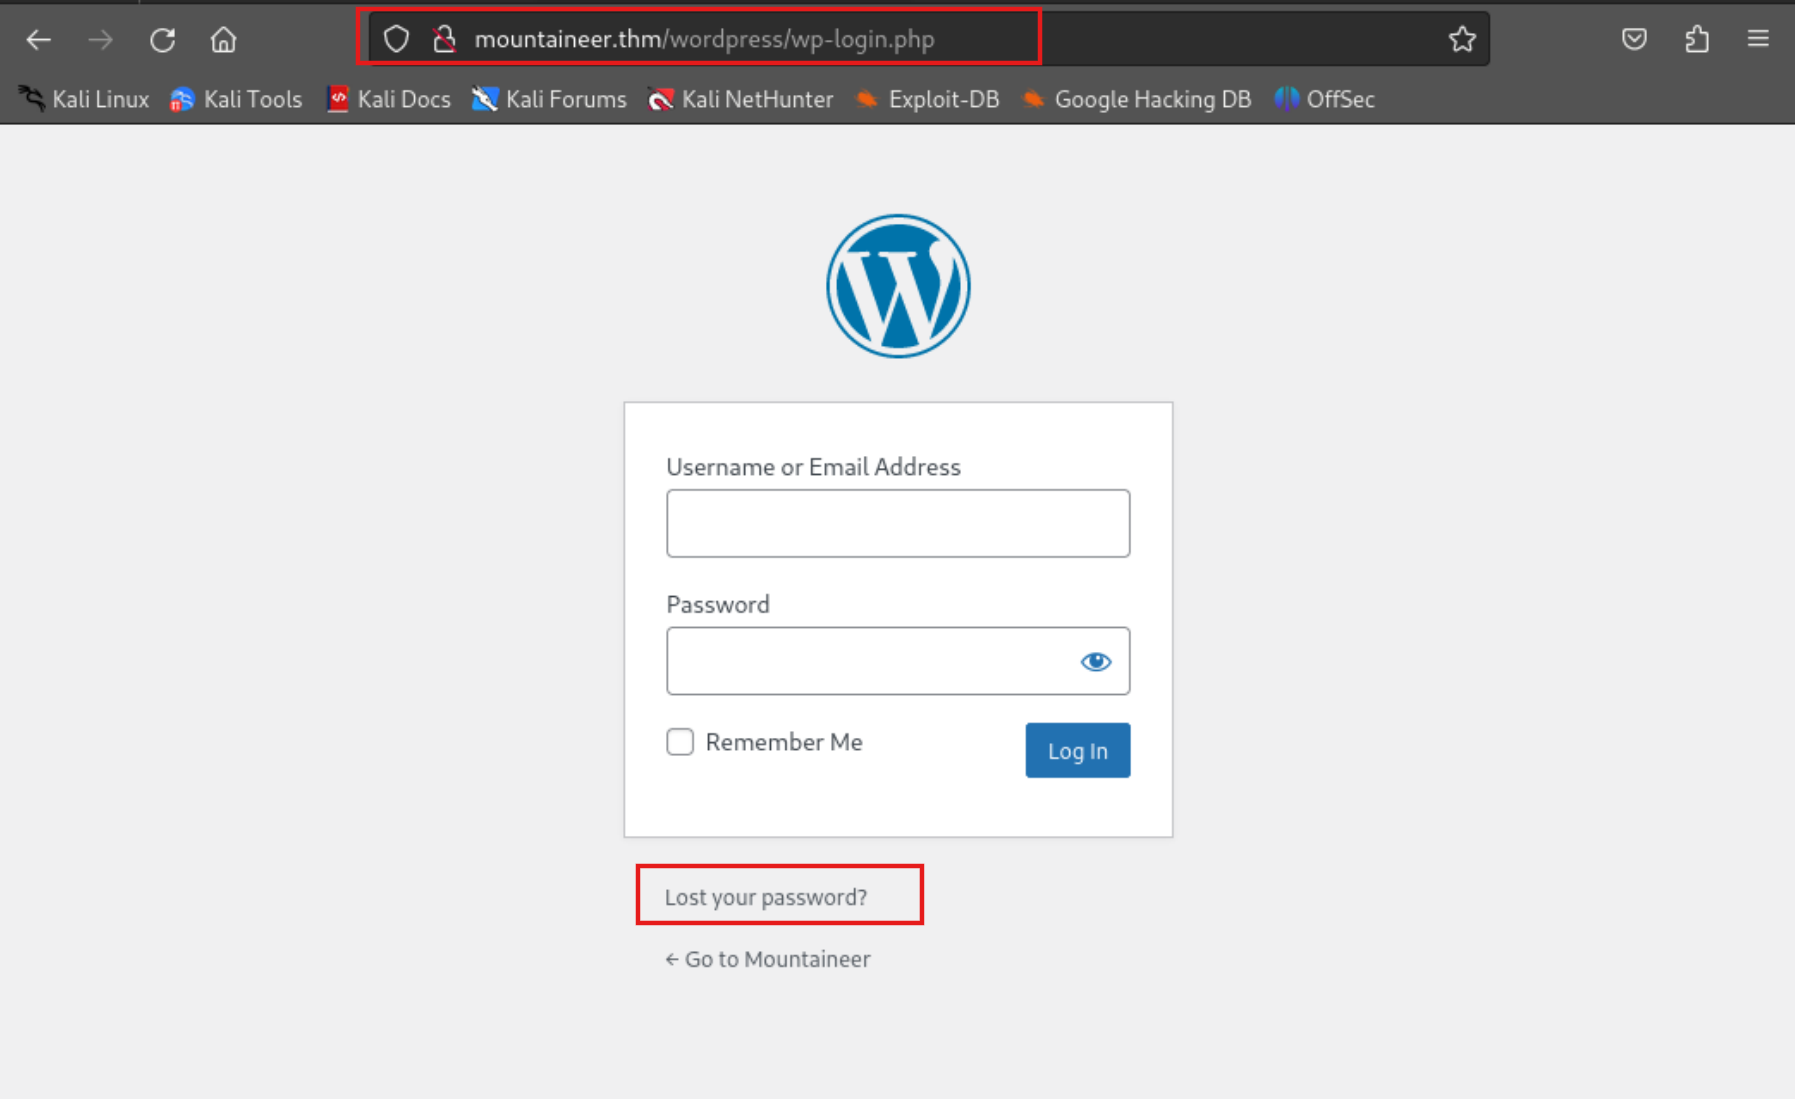 mountaineer.thm/wordpress/wp-login.php
Kali Linux Kali Tools Kali Docs Kali Forums Kali NetHunter Exploit-DB Google Hacking DB OffSec
Username or Email Address
Password
Remember Me
Log In
Lost your password?
← Go to Mountaineer